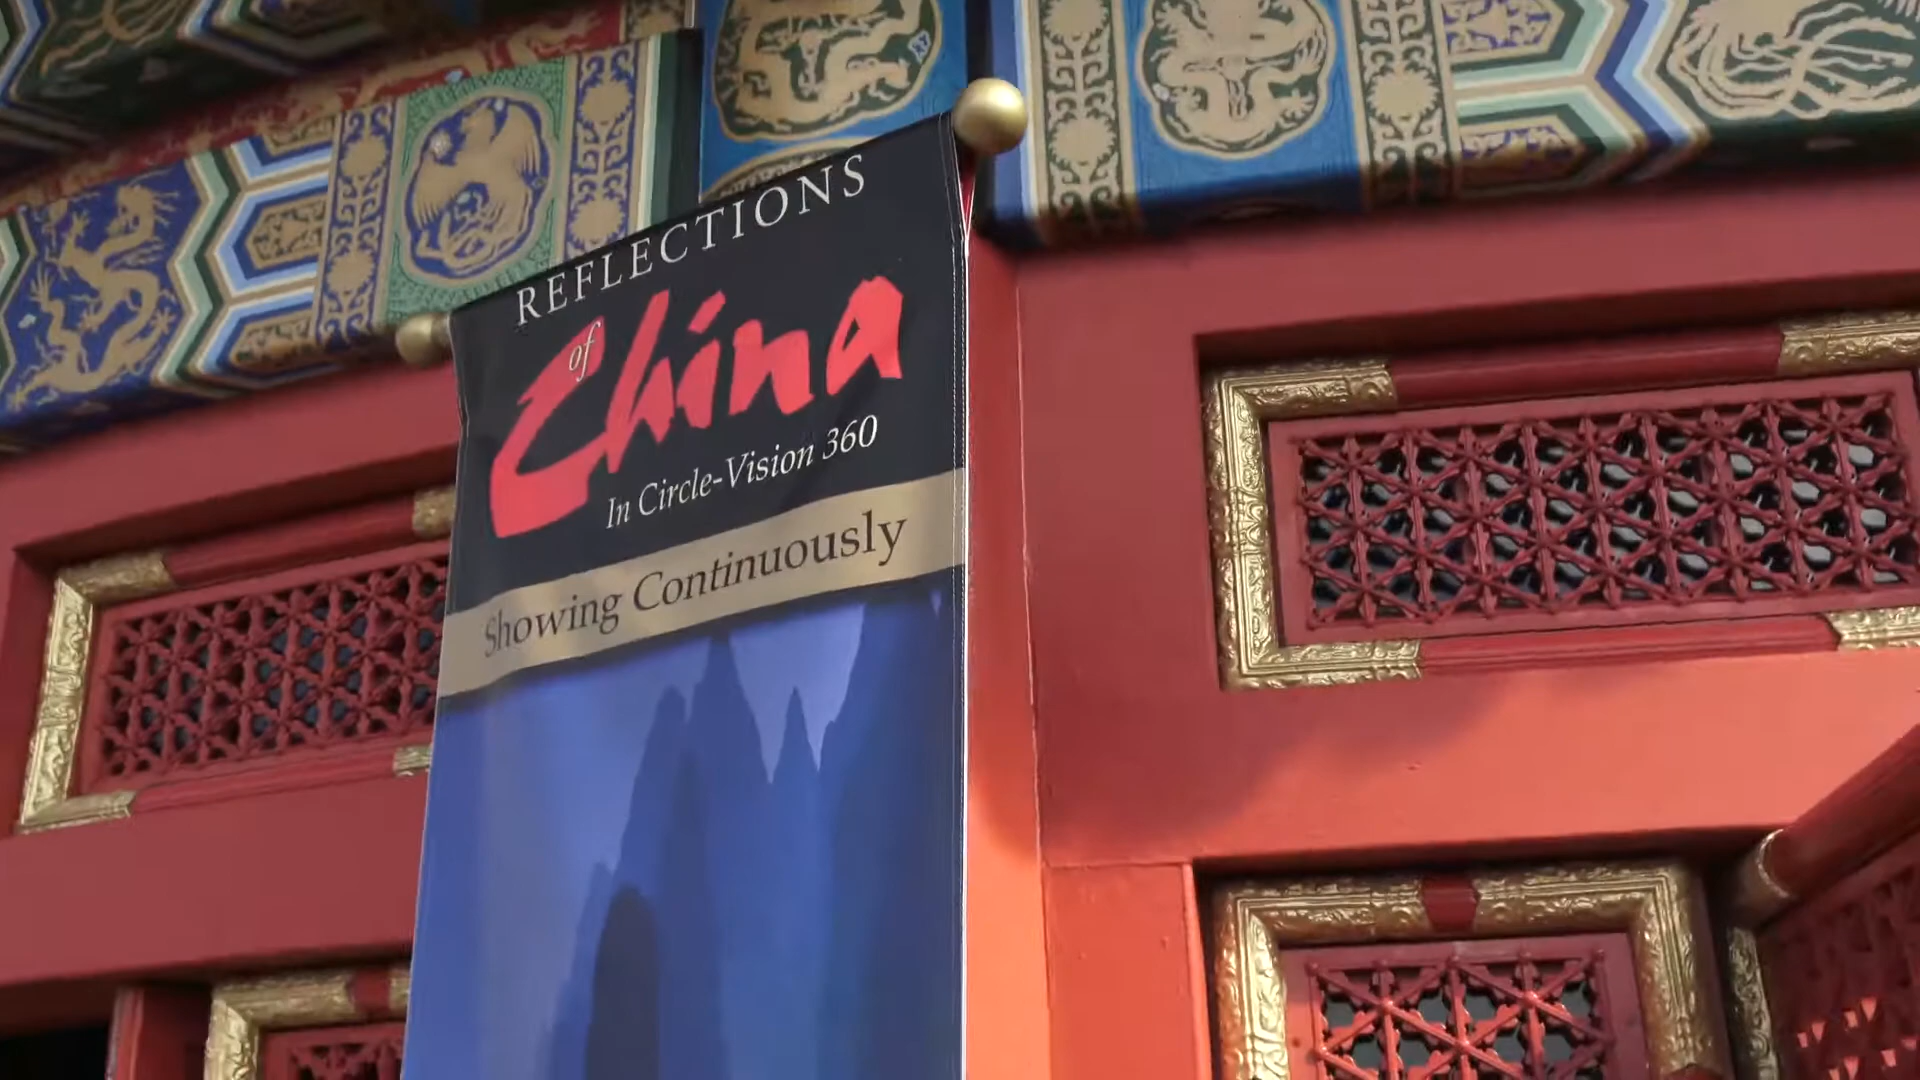 REFLECTIONS
of
China
In Circle-Vision 360
Showing Continuously